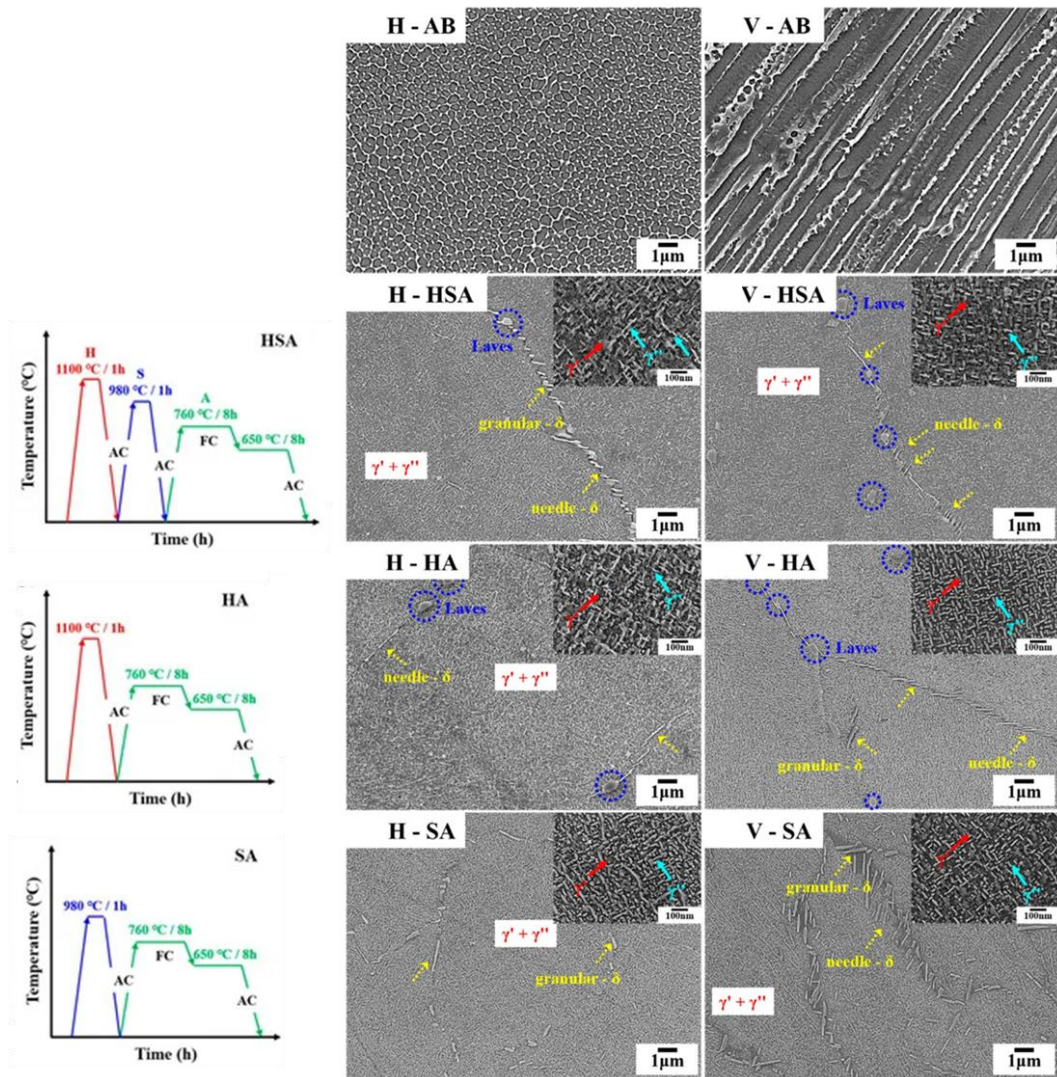 H - AB
V - AB
1μm
1μm
HSA
H
1100 °C / 1h
S
980 °C / 1h
A
760 °C / 8h
FC
650 °C / 8h
AC
AC
AC
Temperature (°C)
Time (h)
H - HSA
Laves
granular - δ
γ' + γ''
needle - δ
γ'
γ''
100nm
1μm
V - HSA
Laves
γ' + γ''
needle - δ
γ'
γ''
100nm
1μm
HA
1100 °C / 1h
760 °C / 8h
FC
650 °C / 8h
AC
AC
Temperature (°C)
Time (h)
H - HA
Laves
needle - δ
γ' + γ''
γ'
γ''
100nm
1μm
V - HA
Laves
granular - δ
needle - δ
γ'
γ''
100nm
1μm
SA
980 °C / 1h
760 °C / 8h
FC
650 °C / 8h
AC
AC
Temperature (°C)
Time (h)
H - SA
γ' + γ''
granular - δ
γ'
γ''
100nm
1μm
V - SA
granular - δ
needle - δ
γ' + γ''
γ'
γ''
100nm
1μm